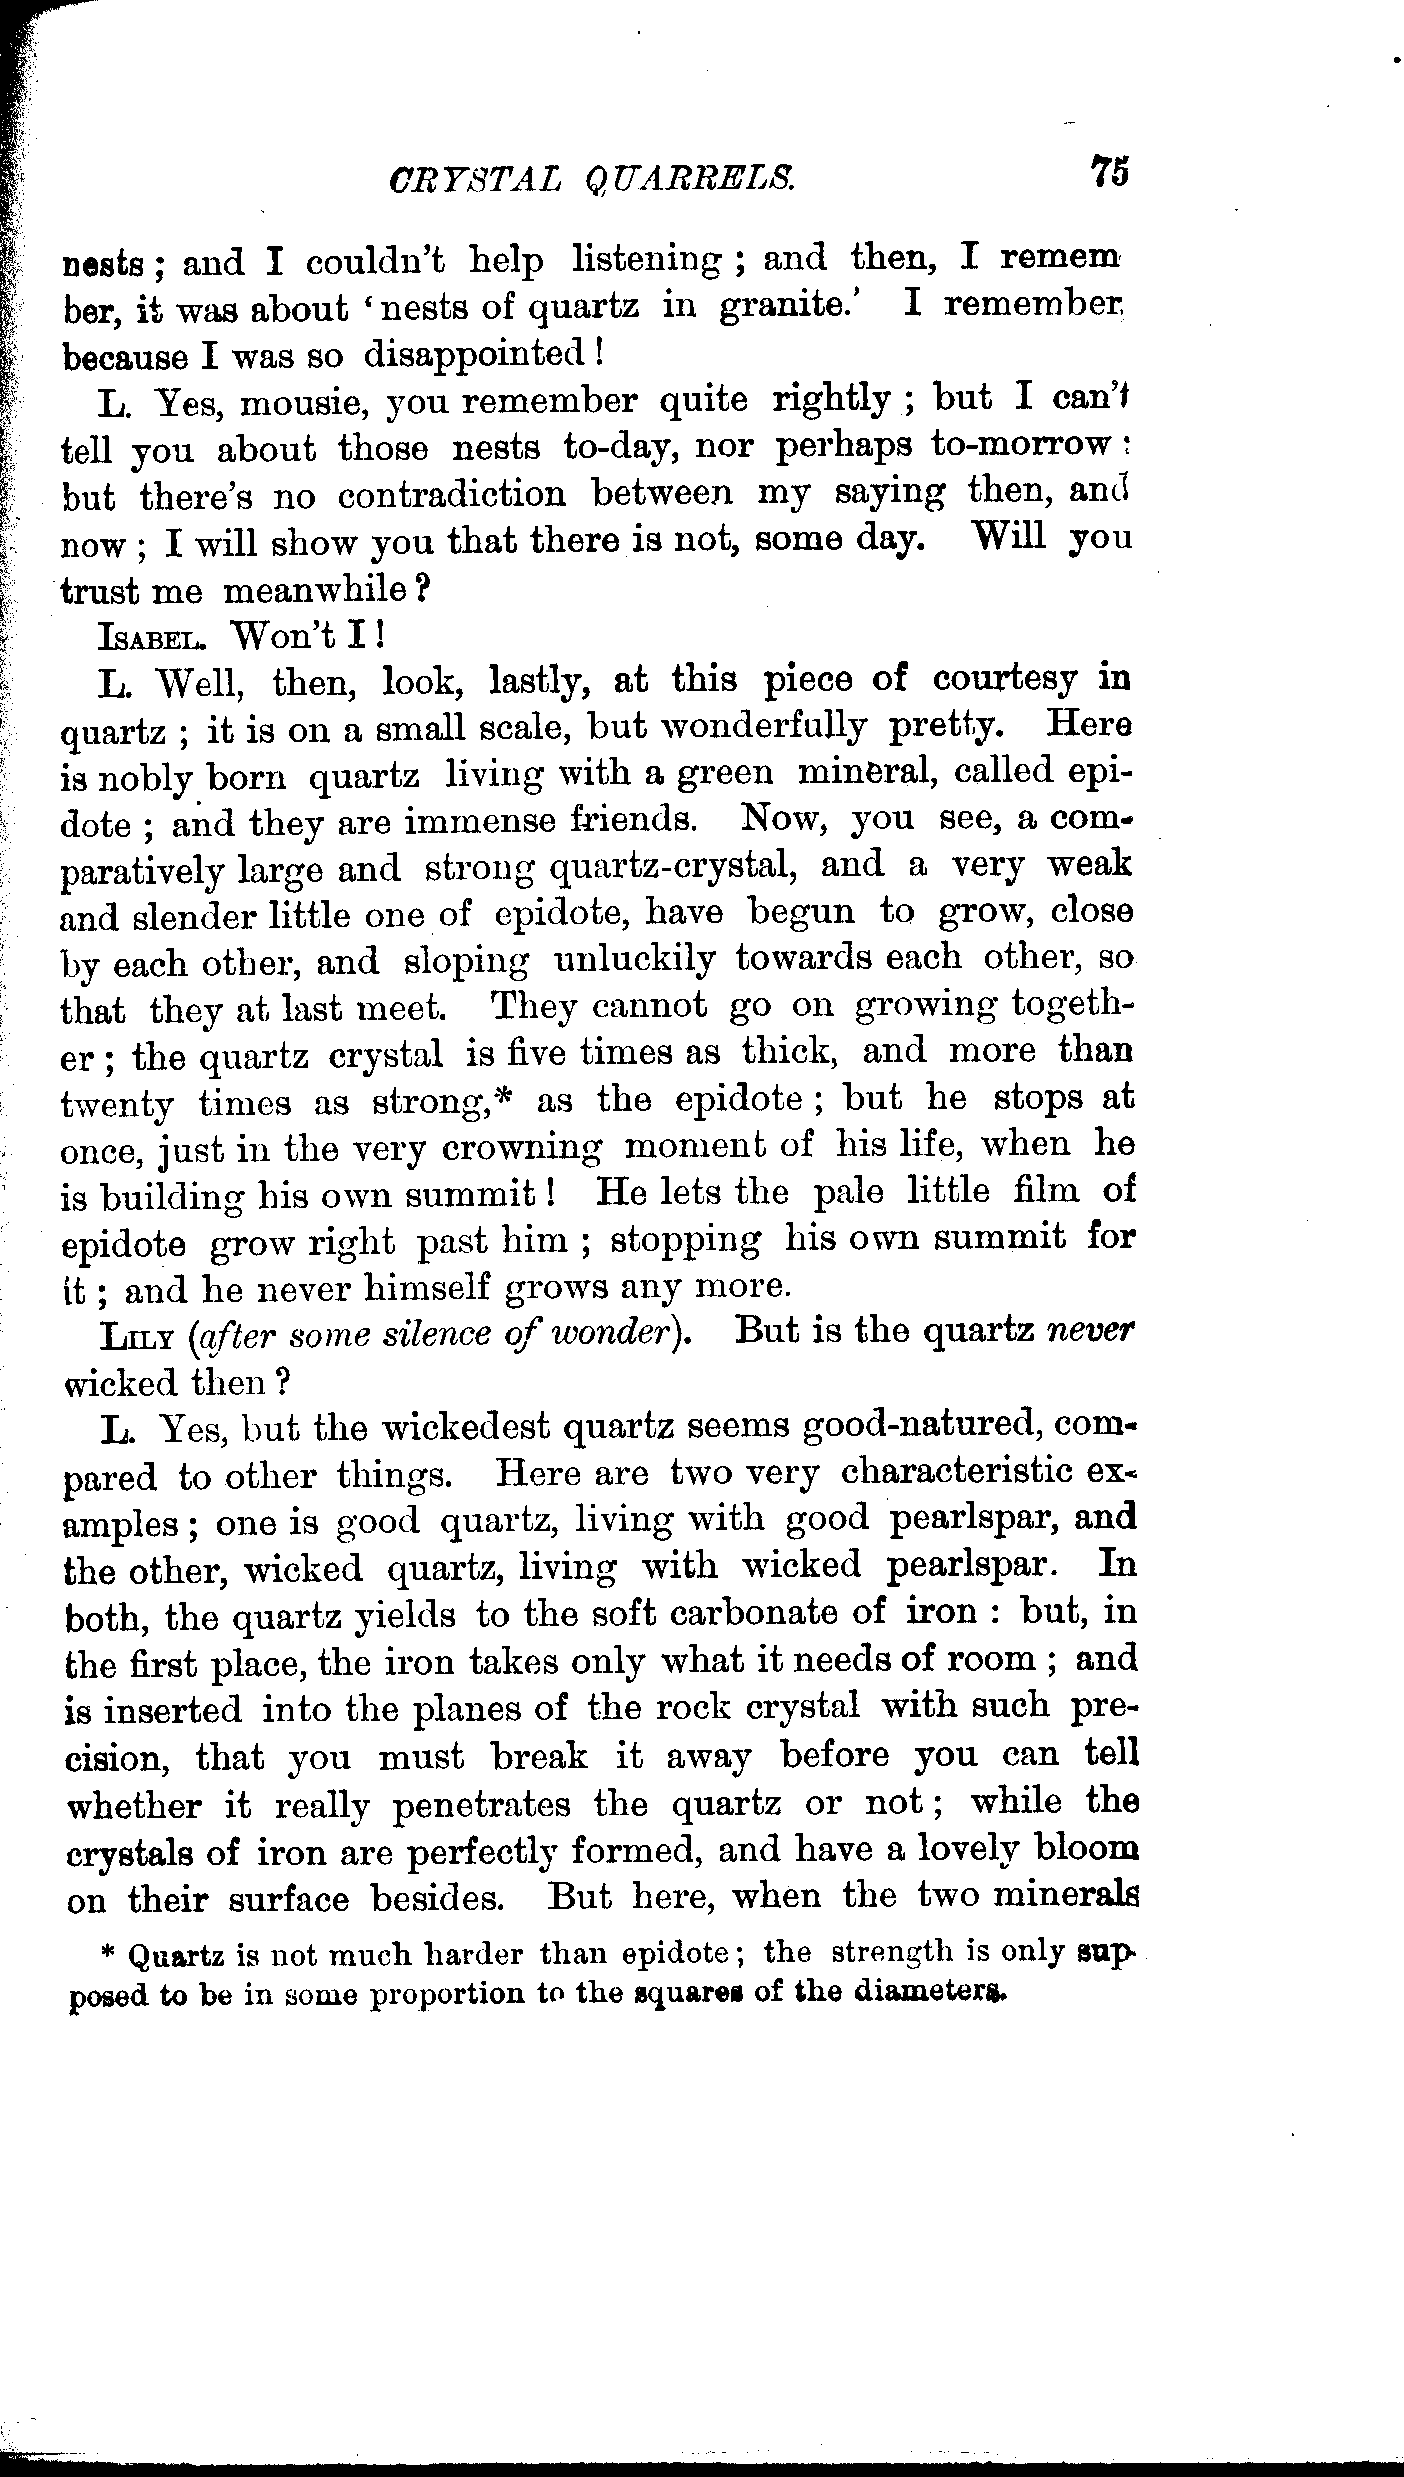 CRYSTAL QUARRELS. 75
nests; and I couldn't help listening; and then, I remem
ber, it was about 'nests of quartz in granite.' I remember,
because I was so disappointed!
L. Yes, mousie, you remember quite rightly; but I can't
tell you about those nests to-day, nor perhaps to-morrow:
but there's no contradiction between my saying then, and
now; I will show you that there is not, some day. Will you
trust me meanwhile?
ISABEL. Won't I!
L. Well, then, look, lastly, at this piece of courtesy in
quartz; it is on a small scale, but wonderfully pretty. Here
is nobly born quartz living with a green mineral, called epi-
dote; and they are immense friends. Now, you see, a com-
paratively large and strong quartz-crystal, and a very weak
and slender little one of epidote, have begun to grow, close
by each other, and sloping unluckily towards each other, so
that they at last meet. They cannot go on growing togeth-
er; the quartz crystal is five times as thick, and more than
twenty times as strong,* as the epidote; but he stops at
once, just in the very crowning moment of his life, when he
is building his own summit! He lets the pale little film of
epidote grow right past him; stopping his own summit for
it; and he never himself grows any more.
LILY (after some silence of wonder). But is the quartz never
wicked then?
L. Yes, but the wickedest quartz seems good-natured, com-
pared to other things. Here are two very characteristic ex-
amples; one is good quartz, living with good pearlspar, and
the other, wicked quartz, living with wicked pearlspar. In
both, the quartz yields to the soft carbonate of iron: but, in
the first place, the iron takes only what it needs of room; and
is inserted into the planes of the rock crystal with such pre-
cision, that you must break it away before you can tell
whether it really penetrates the quartz or not; while the
crystals of iron are perfectly formed, and have a lovely bloom
on their surface besides. But here, when the two minerals
* Quartz is not much harder than epidote; the strength is only sup-
posed to be in some proportion to the squares of the diameters.